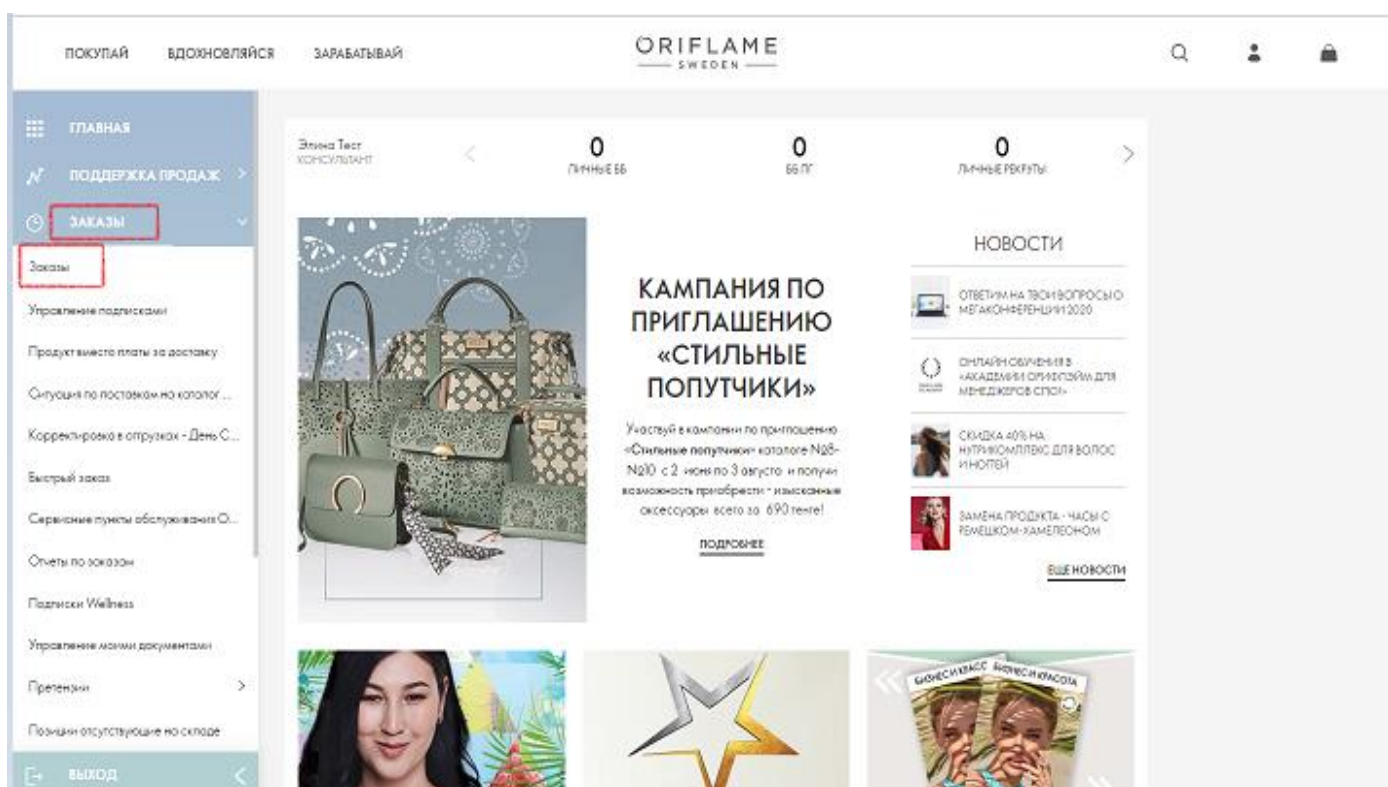 ПОКУПАЙ ВДОХНОВЛЯЙСЯ ЗАРАБАТЫВАЙ
ORIFLAME
SWEDEN
ГЛАВНАЯ
ПОДДЕРЖКА ПРОДАЖ
ЗАКАЗЫ
Заказы
Управление подписками
Продукт вместо платы за доставку
Ситуация по поставкам на каталог ...
Корректировка в отгрузках - День С...
Быстрый заказ
Сервисные пункты обслуживания О...
Отчеты по заказам
Подписки Wellness
Управление моими документами
Претензии
Позиции отсутствующие на складе
ВЫХОД
Элина Тест
КОНСУЛЬТАНТ
0
ЛИЧНЫЕ ББ
0
ББ ПГ
0
ЛИЧНЫЕ РЕКРУТЫ
КАМПАНИЯ ПО
ПРИГЛАШЕНИЮ
«СТИЛЬНЫЕ
ПОПУТЧИКИ»
Участвуй в кампании по приглашению
«Стильные попутчики» каталоге №8-
№10 с 2 июня по 3 августа и получи
возможность приобрести - изысканные
аксессуары всего за 690 тенге!
ПОДРОБНЕЕ
НОВОСТИ
ОТВЕТИМ НА ТВОИ ВОПРОСЫ О
МЕГАКОНФЕРЕНЦИИ 2020
ОНЛАЙН ОБУЧЕНИЯ В
«АКАДЕМИИ ОРИФЛЭЙМ ДЛЯ
МЕНЕДЖЕРОВ СПО!»
СКИДКА 40% НА
НУТРИКОМПЛЕКС ДЛЯ ВОЛОС
И НОГТЕЙ
ЗАМЕНА ПРОДУКТА - ЧАСЫ С
РЕМЕШКОМ-ХАМЕЛЕОНОМ
ЕЩЕ НОВОСТИ
БИЗНЕС И КЛАСС БИЗНЕС И КРАСОТА